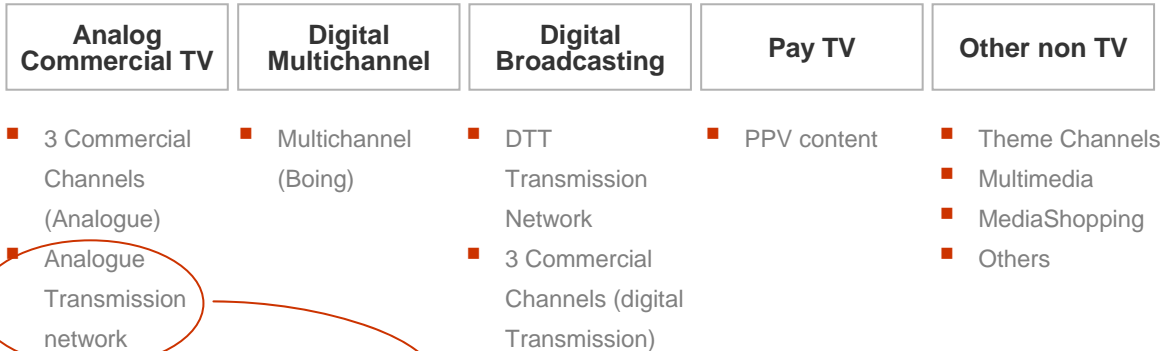 Analog
Commercial TV
Digital
Multichannel
Digital
Broadcasting
Pay TV
Other non TV
3 Commercial
Channels
(Analogue)
Analogue
Transmission
network
Multichannel
(Boing)
DTT
Transmission
Network
3 Commercial
Channels (digital
Transmission)
PPV content
Theme Channels
Multimedia
MediaShopping
Others